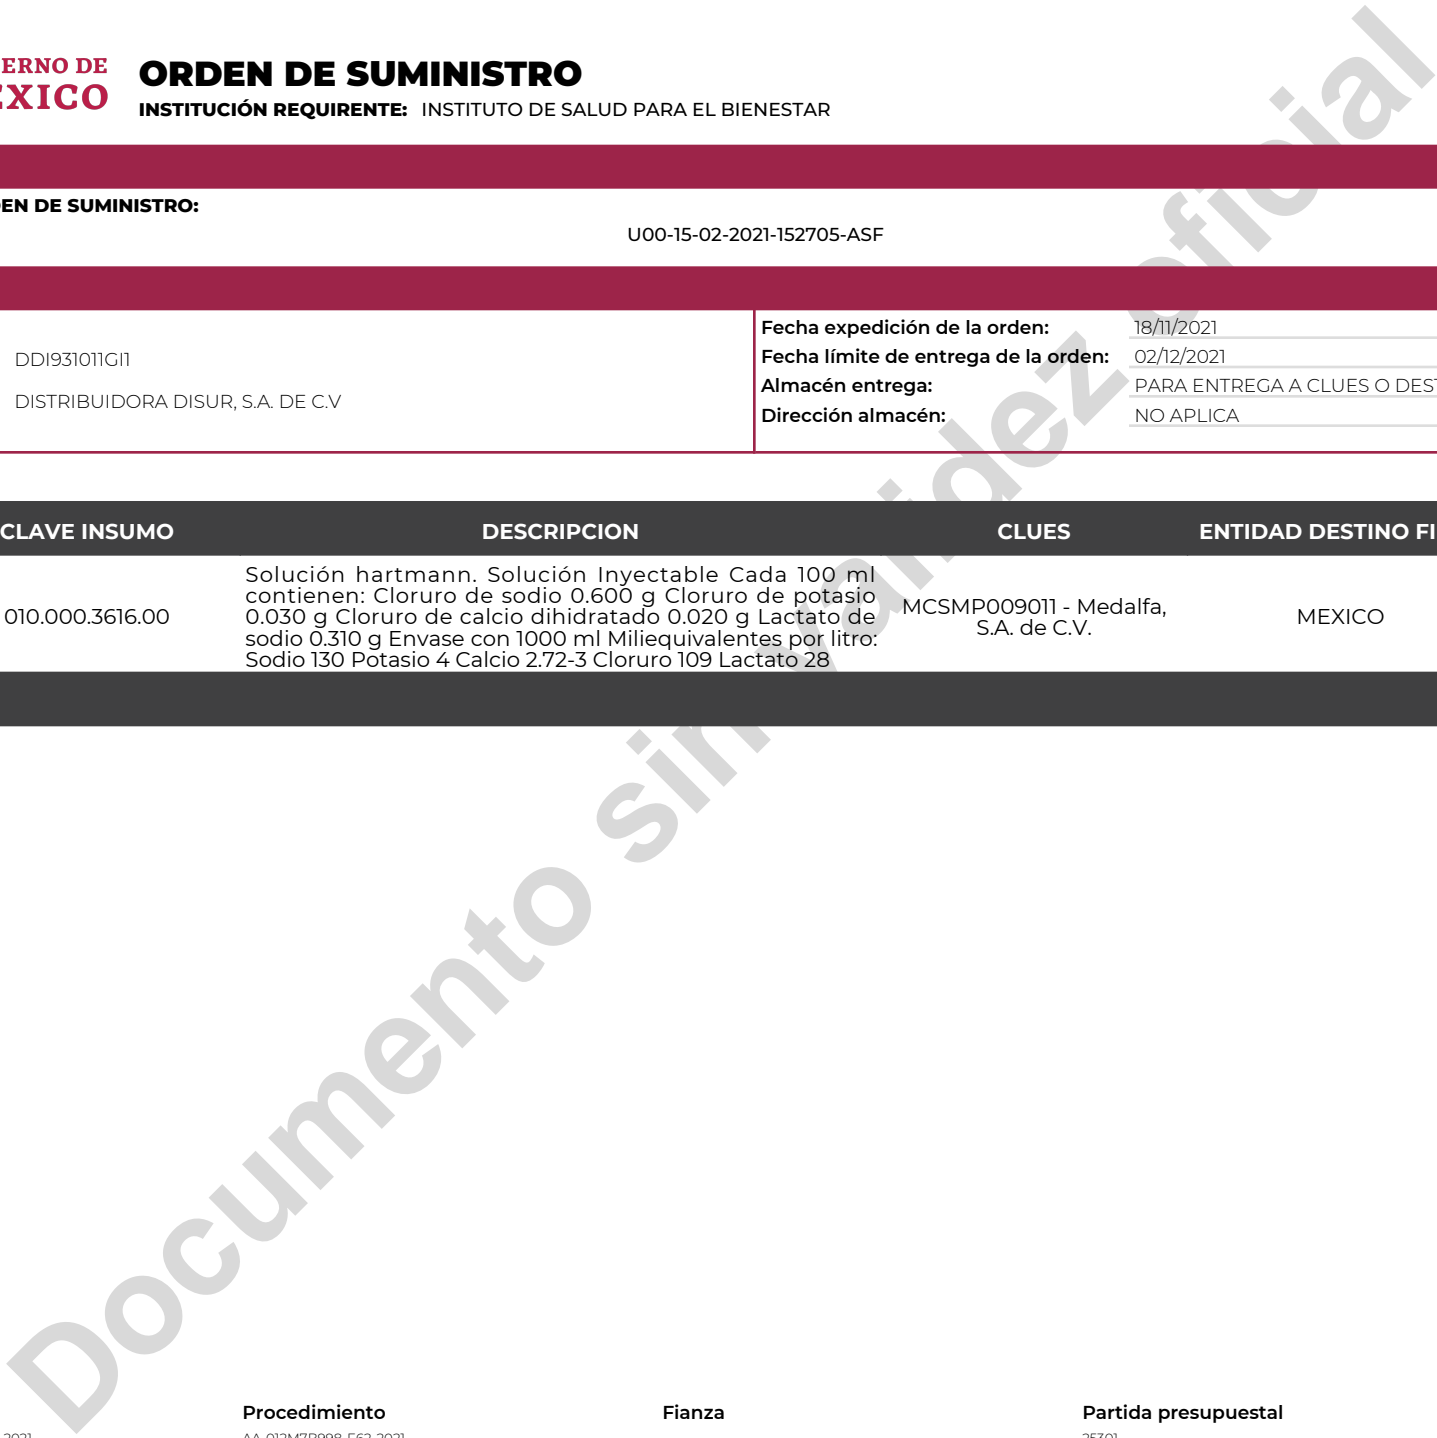 ERNO DE
EXICO
ORDEN DE SUMINISTRO
INSTITUCIÓN REQUIRENTE: INSTITUTO DE SALUD PARA EL BIENESTAR
EN DE SUMINISTRO:
U00-15-02-2021-152705-ASF
DDI931011GI1
DISTRIBUIDORA DISUR, S.A. DE C.V
Fecha expedición de la orden: 18/11/2021
Fecha límite de entrega de la orden: 02/12/2021
Almacén entrega: PARA ENTREGA A CLUES O DEST
Dirección almacén: NO APLICA
CLAVE INSUMO DESCRIPCION CLUES ENTIDAD DESTINO FI
010.000.3616.00
Solución hartmann. Solución Inyectable Cada 100 ml
contienen: Cloruro de sodio 0.600 g Cloruro de potasio
0.030 g Cloruro de calcio dihidratado 0.020 g Lactato de
sodio 0.310 g Envase con 1000 ml Miliequivalentes por litro:
Sodio 130 Potasio 4 Calcio 2.72-3 Cloruro 109 Lactato 28
MCSMP009011 - Medalfa,
S.A. de C.V.
MEXICO
Documento sin validez oficial
Procedimiento Fianza Partida presupuestal